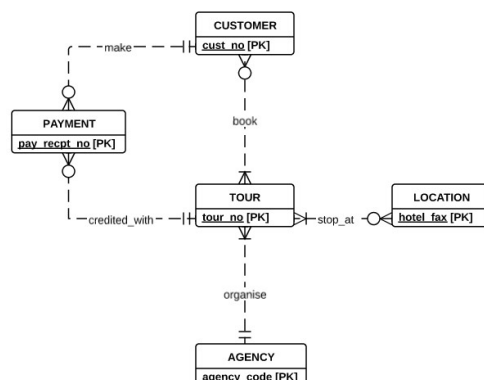 CUSTOMER
cust_no [PK]
make
PAYMENT
pay_recpt_no [PK]
book
TOUR
tour_no [PK]
LOCATION
hotel_fax [PK]
credited_with
stop_at
organise
AGENCY
agency_code [PK]